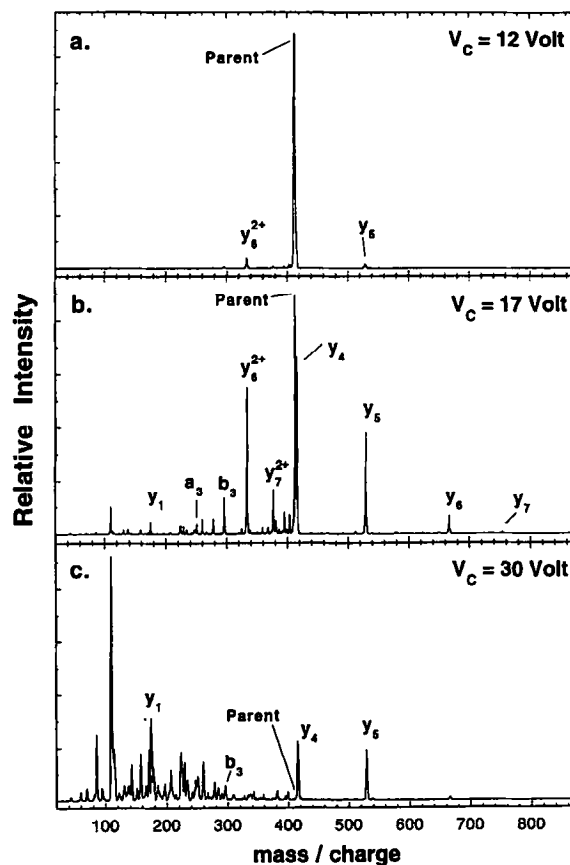 a.
V_C = 12 Volt
Parent
y_6^2+
y_5
b.
V_C = 17 Volt
Parent
y_4
y_6^2+
y_5
a_3
b_3
y_7^2+
y_1
y_6
y_7
c.
V_C = 30 Volt
y_1
Parent
y_4
y_5
b_3
100 200 300 400 500 600 700 800
mass / charge
Relative Intensity